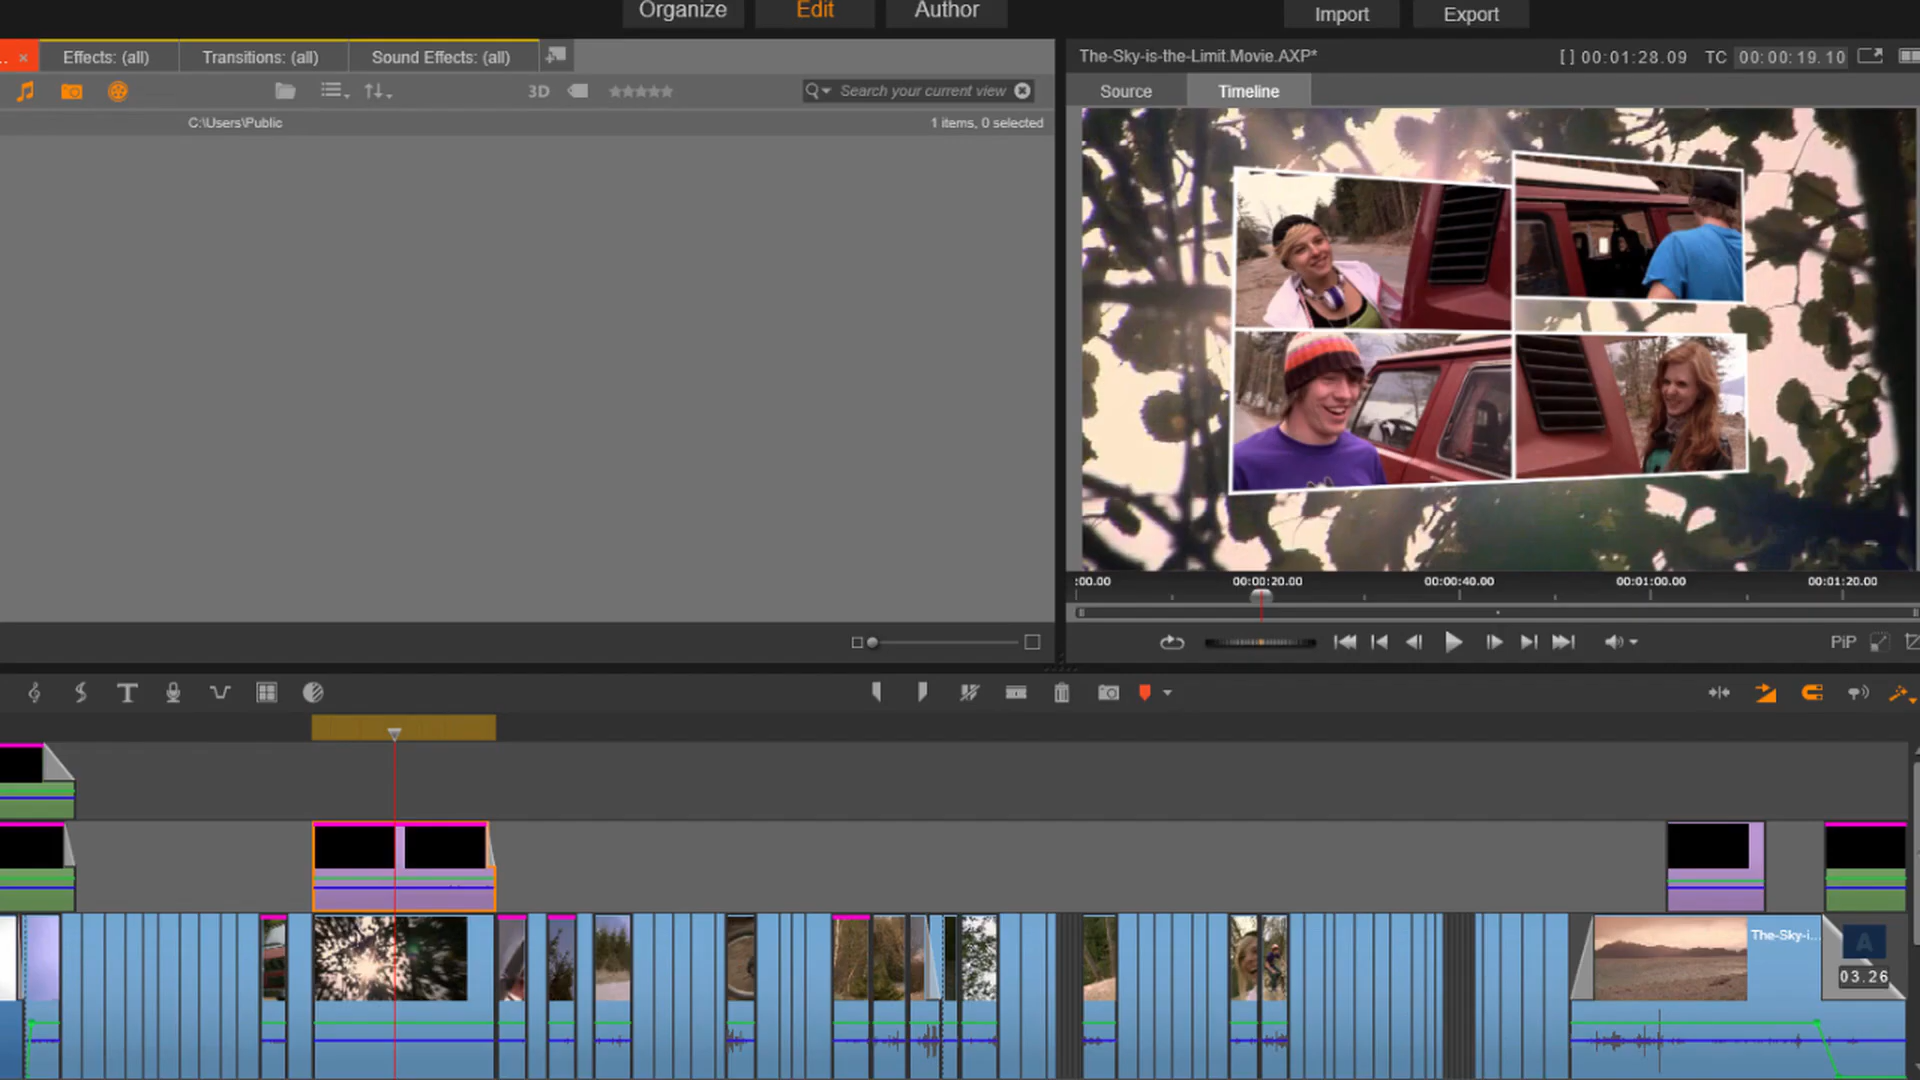 Organize
Edit
Author
Import
Export
Effects: (all)
Transitions: (all)
Sound Effects: (all)
The-Sky-is-the-Limit.Movie.AXP*
[ ] 00:01:28.09
TC 00:00:19.10
3D
Search your current view
Source
Timeline
C:\Users\Public
1 items, 0 selected
:00.00
00:00:20.00
00:00:40.00
00:01:00.00
00:01:20.00
PiP
The-Sky-i...
A
03.26